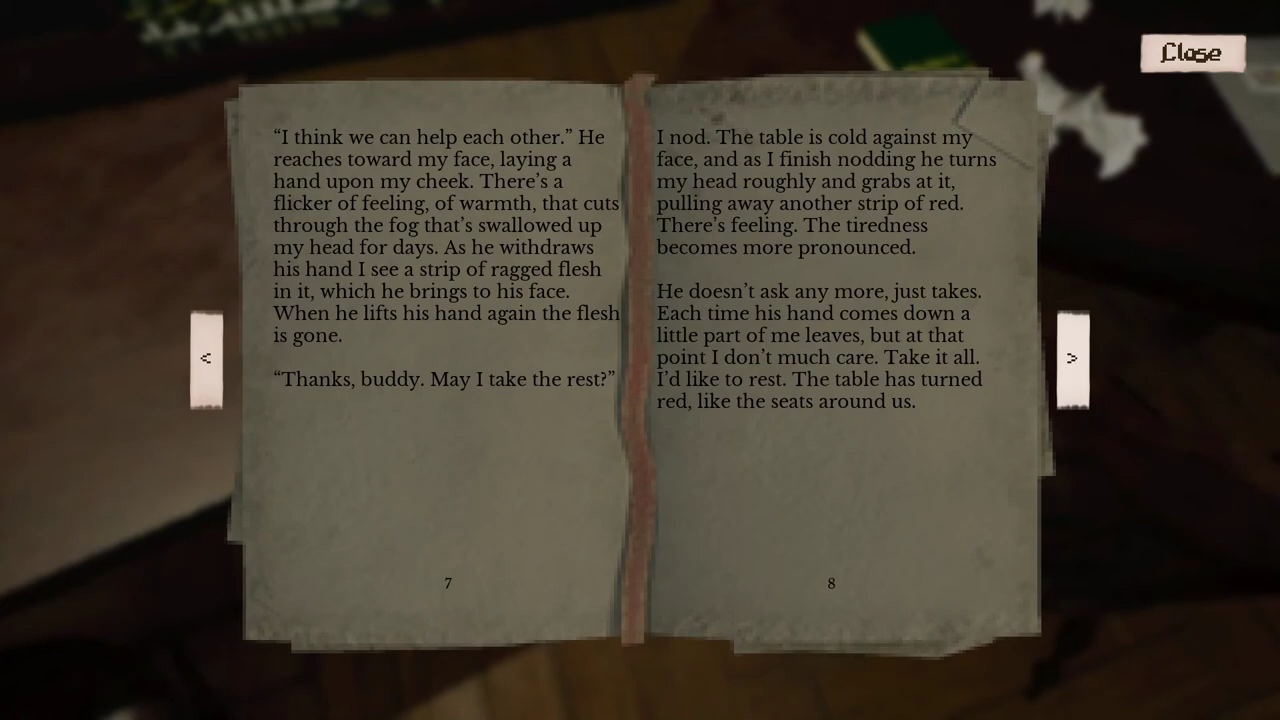 Close
“I think we can help each other.” He
reaches toward my face, laying a
hand upon my cheek. There’s a
flicker of feeling, of warmth, that cuts
through the fog that’s swallowed up
my head for days. As he withdraws
his hand I see a strip of ragged flesh
in it, which he brings to his face.
When he lifts his hand again the flesh
is gone.
“Thanks, buddy. May I take the rest?”
7
I nod. The table is cold against my
face, and as I finish nodding he turns
my head roughly and grabs at it,
pulling away another strip of red.
There’s feeling. The tiredness
becomes more pronounced.
He doesn’t ask any more, just takes.
Each time his hand comes down a
little part of me leaves, but at that
point I don’t much care. Take it all.
I’d like to rest. The table has turned
red, like the seats around us.
8
<
>